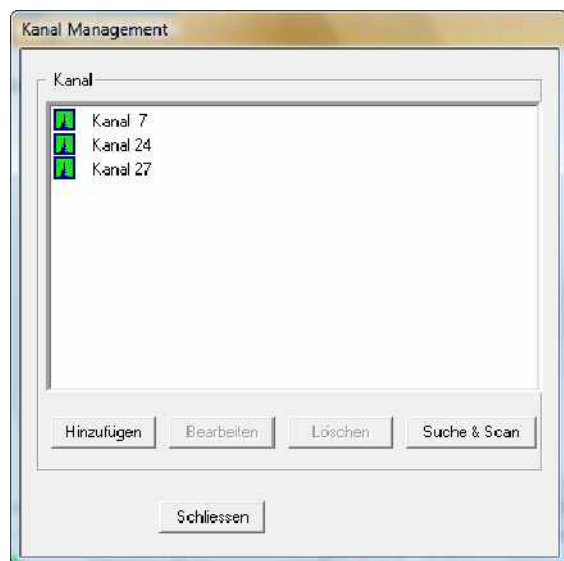 Kanal Management
Kanal
Kanal 7
Kanal 24
Kanal 27
Hinzufügen Bearbeiten Löschen Suche & Scan
Schliessen